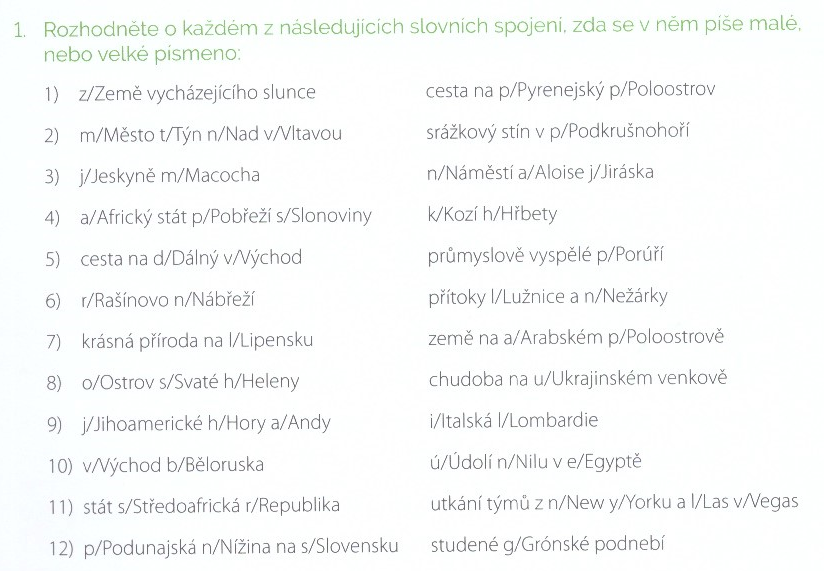 1. Rozhodněte o každém z následujících slovních spojení, zda se v něm píše malé,
nebo velké písmeno:
1) z/Země vycházejícího slunce cesta na p/Pyrenejský p/Poloostrov
2) m/Město t/Týn n/Nad v/Vltavou srážkový stín v p/Podkrušnohoří
3) j/Jeskyně m/Macocha n/Náměstí a/Aloise j/Jiráska
4) a/Africký stát p/Pobřeží s/Slonoviny k/Kozí h/Hřbety
5) cesta na d/Dálný v/Východ průmyslově vyspělé p/Porúří
6) r/Rašínovo n/Nábřeží přítoky l/Lužnice a n/Nežárky
7) krásná příroda na l/Lipensku země na a/Arabském p/Poloostrově
8) o/Ostrov s/Svaté h/Heleny chudoba na u/Ukrajinském venkově
9) j/Jihoamerické h/Hory a/Andy i/Italská l/Lombardie
10) v/Východ b/Běloruska ú/Údolí n/Nilu v e/Egyptě
11) stát s/Středoafrická r/Republika utkání týmů z n/New y/Yorku a l/Las v/Vegas
12) p/Podunajská n/Nížina na s/Slovensku studené g/Grónské podnebí